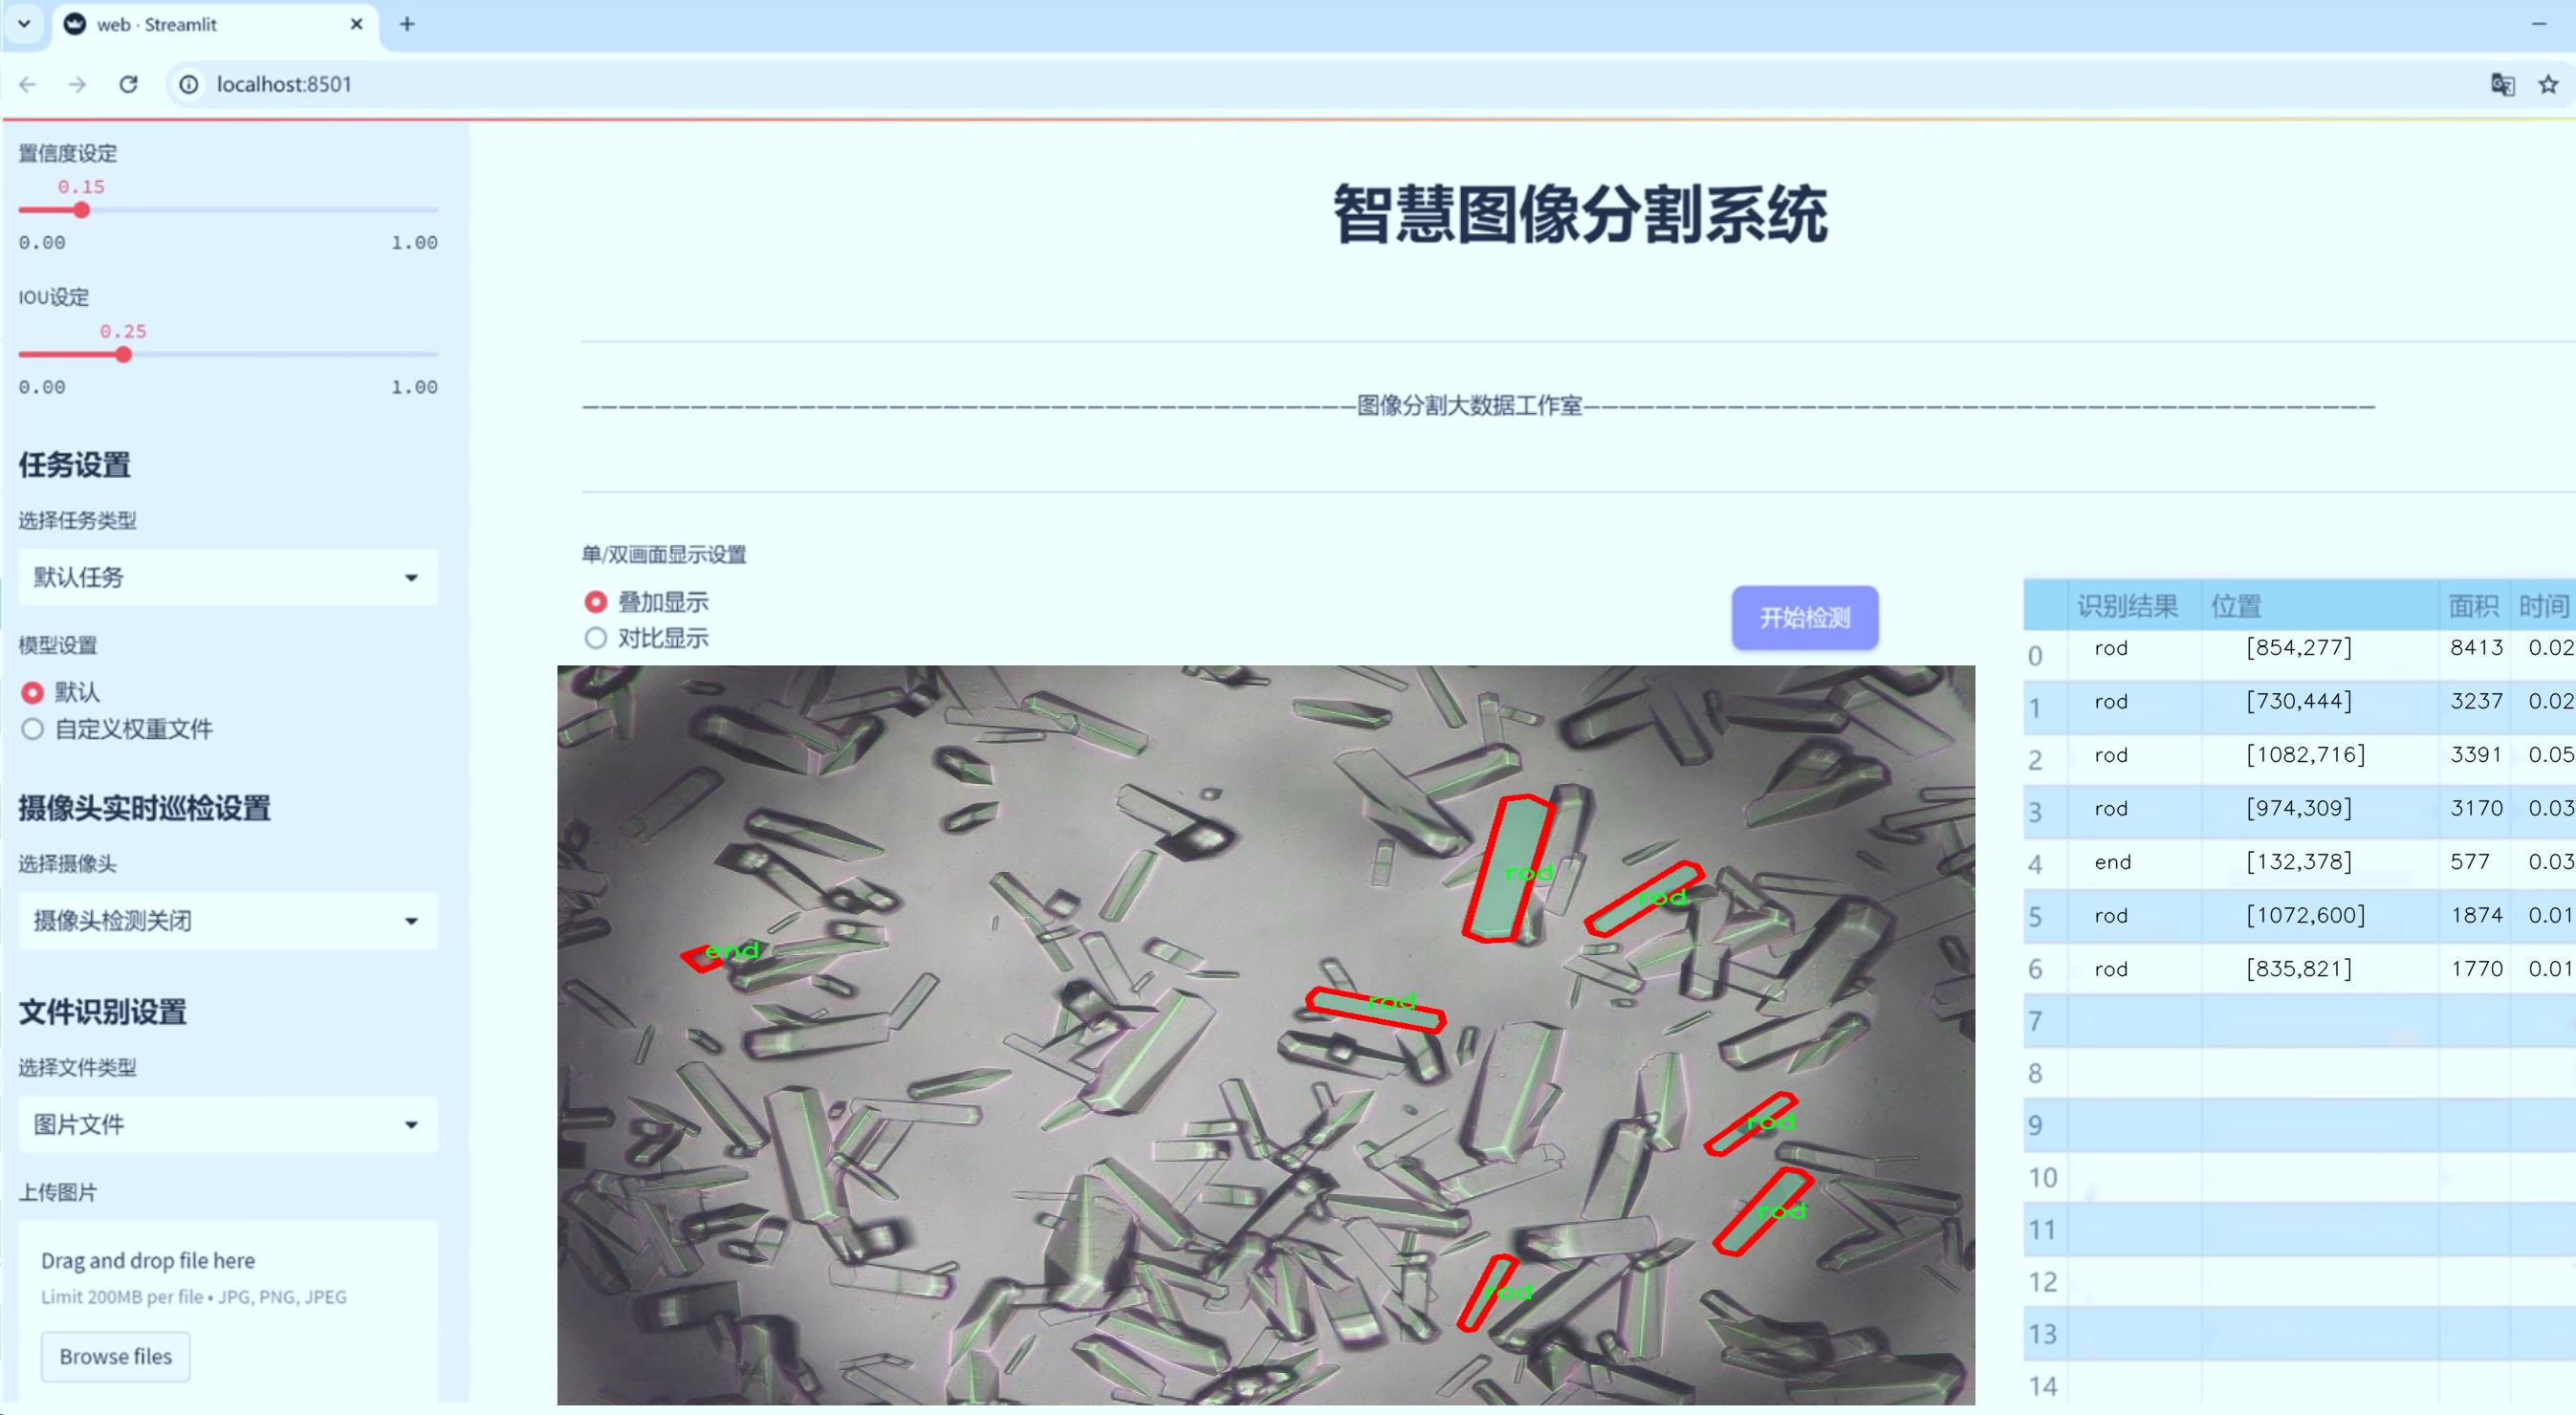 web · Streamlit
localhost:8501
置信度设定
0.15
0.00 1.00
IOU设定
0.25
0.00 1.00
任务设置
选择任务类型
默认任务
模型设置
默认
自定义权重文件
摄像头实时巡检设置
选择摄像头
摄像头检测关闭
文件识别设置
选择文件类型
图片文件
上传图片
Drag and drop file here
Limit 200MB per file • JPG, PNG, JPEG
Browse files
智慧图像分割系统
图像分割大数据工作室
单/双画面显示设置
叠加显示
对比显示
开始检测
rod
rod
end
rod
rod
rod
rod
识别结果 位置 面积 时间
0 rod [854,277] 8413 0.02
1 rod [730,444] 3237 0.02
2 rod [1082,716] 3391 0.05
3 rod [974,309] 3170 0.03
4 end [132,378] 577 0.03
5 rod [1072,600] 1874 0.01
6 rod [835,821] 1770 0.01
7
8
9
10
11
12
13
14